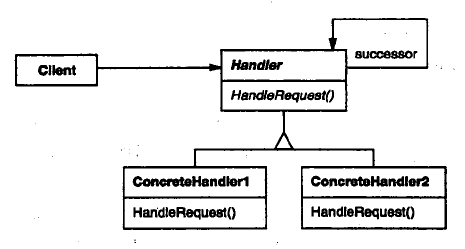 successor
Client
Handler
HandleRequest()
ConcreteHandler1
ConcreteHandler2
HandleRequest()
HandleRequest()